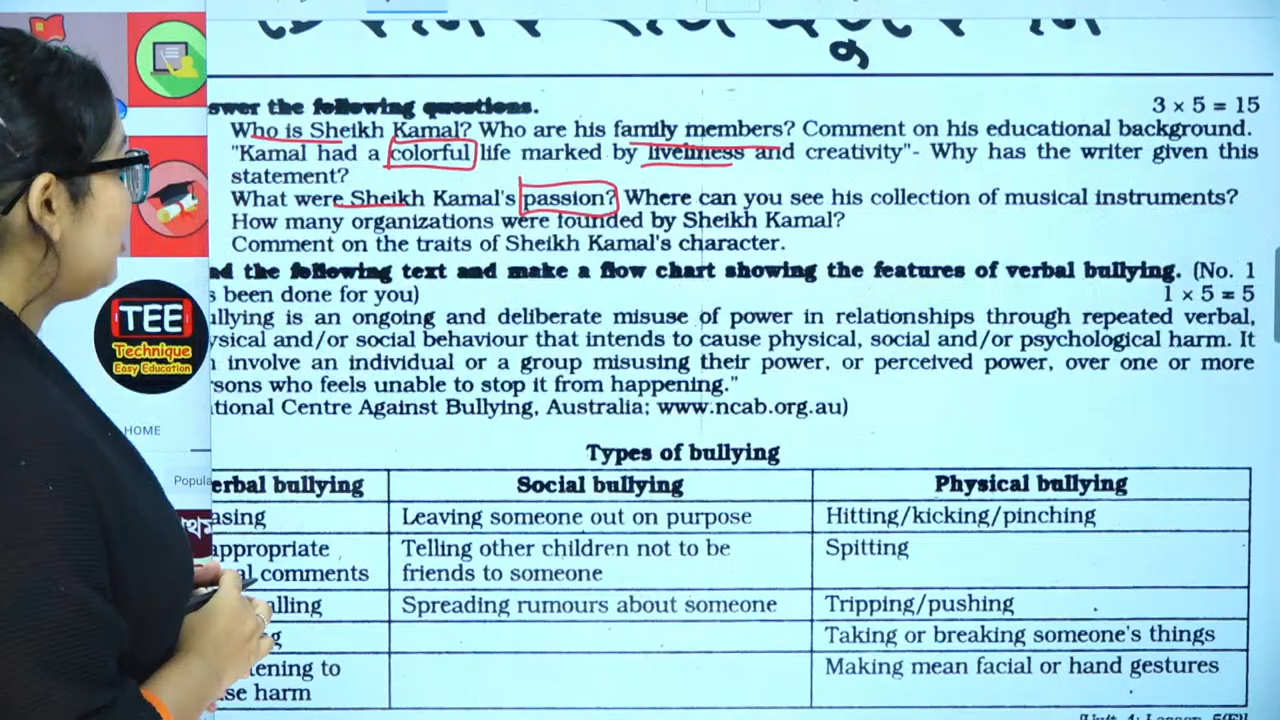 swer the following questions. 3 × 5 = 15
Who is Sheikh Kamal? Who are his family members? Comment on his educational background.
"Kamal had a colorful life marked by liveliness and creativity"- Why has the writer given this
statement?
What were Sheikh Kamal's passion? Where can you see his collection of musical instruments?
How many organizations were founded by Sheikh Kamal?
Comment on the traits of Sheikh Kamal's character.
the following text and make a flow chart showing the features of verbal bullying. (No. 1
been done for you) 1 × 5 = 5
ullying is an ongoing and deliberate misuse of power in relationships through repeated verbal,
ysical and/or social behaviour that intends to cause physical, social and/or psychological harm. It
involve an individual or a group misusing their power, or perceived power, over one or more
rsons who feels unable to stop it from happening."
tional Centre Against Bullying, Australia; www.ncab.org.au)
TEE
Technique
Easy Education
HOME
Popula
Types of bullying
erbal bullying Social bullying Physical bullying
asing Leaving someone out on purpose Hitting/kicking/pinching
appropriate Telling other children not to be Spitting
comments friends to someone
alling Spreading rumours about someone Tripping/pushing
Taking or breaking someone's things
tening to Making mean facial or hand gestures
se harm